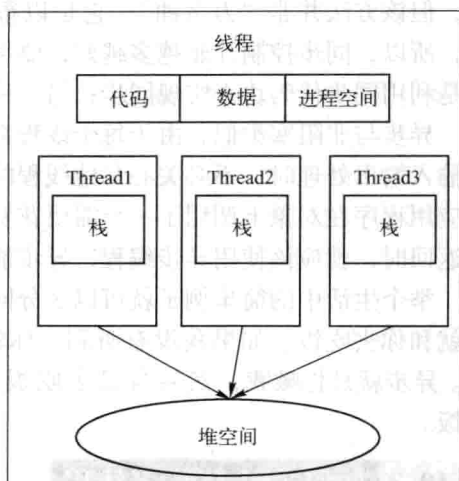 线程
代码 数据 进程空间
Thread1 Thread2 Thread3
栈 栈 栈
堆空间